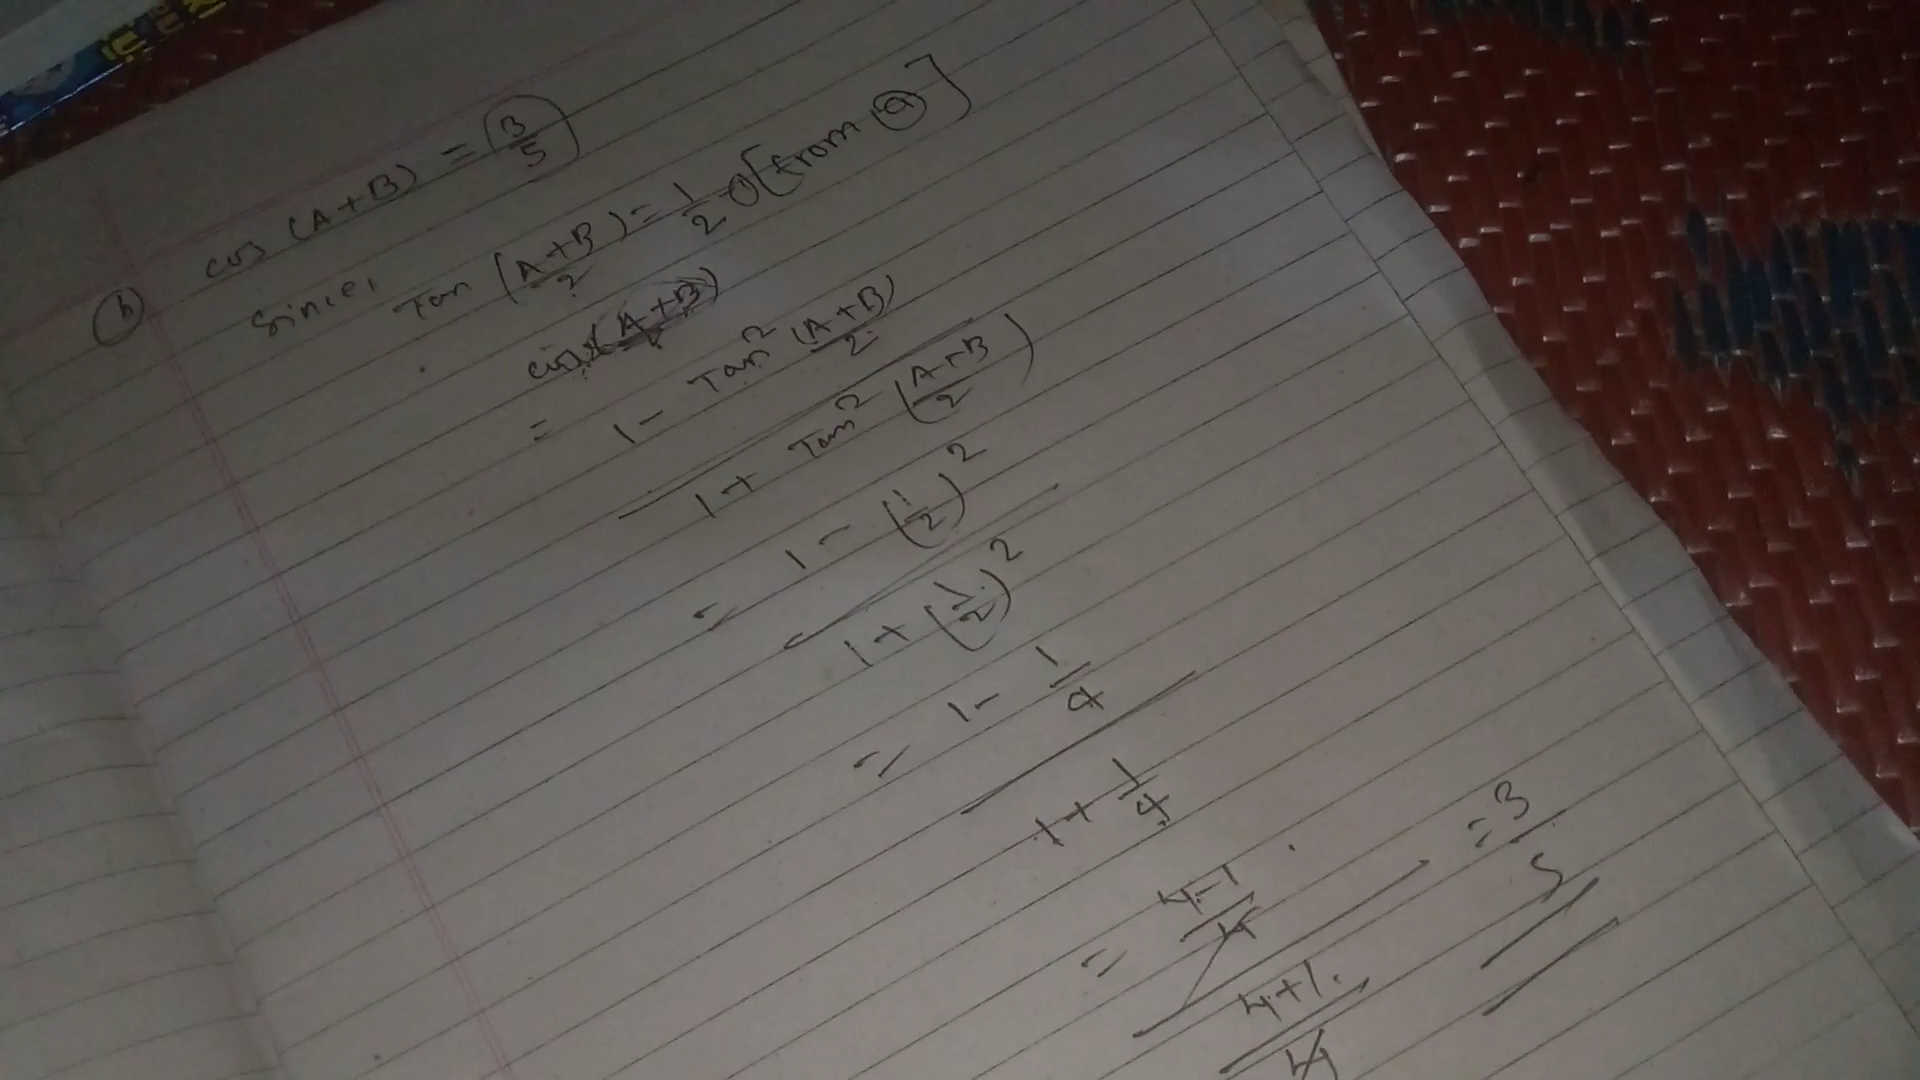 (b) cos (A+B) = (3/5)
Since, Tan (A+B/2) = 1/2 [from (a)]
= 1 - Tan² (A+B)/2
1 + Tan² (A+B/2)
= 1 - (1/2)²
1 + (1/2)²
= 1 - 1/4
1 + 1/4
= 4-1/4
4+1/4
= 3/5